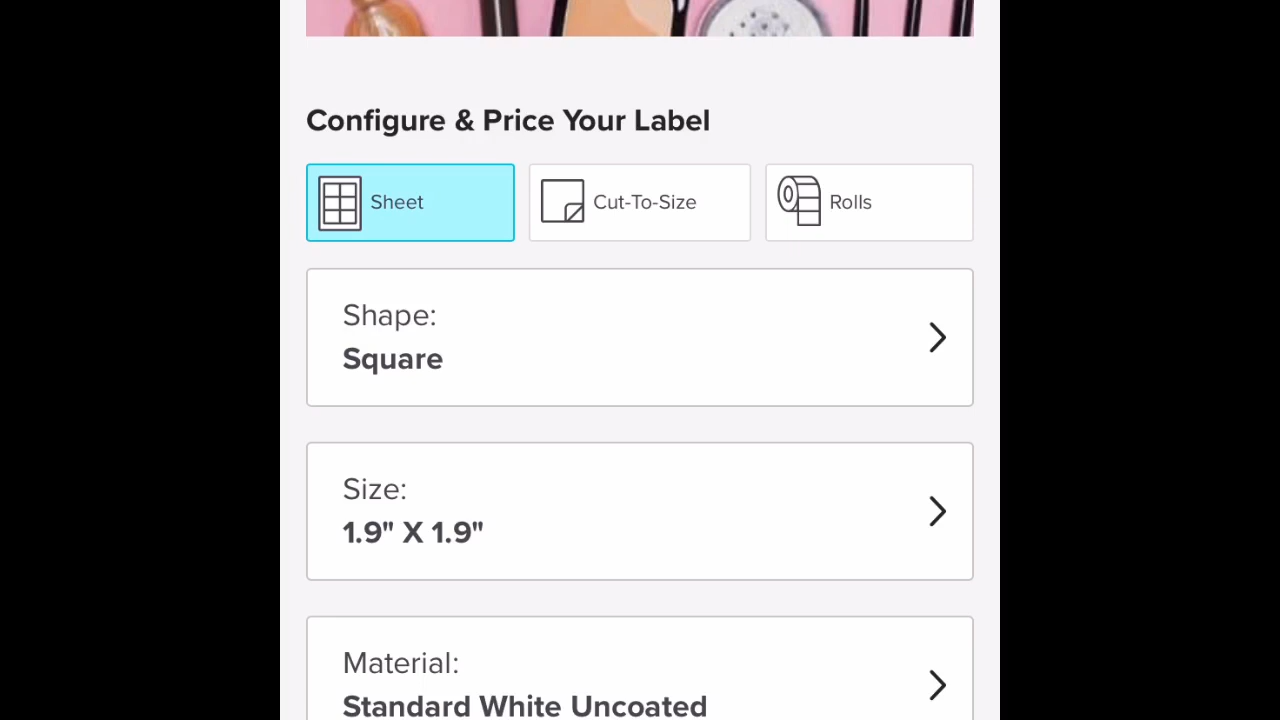 Configure & Price Your Label
Sheet
Cut-To-Size
Rolls
Shape:
Square
Size:
1.9" X 1.9"
Material:
Standard White Uncoated